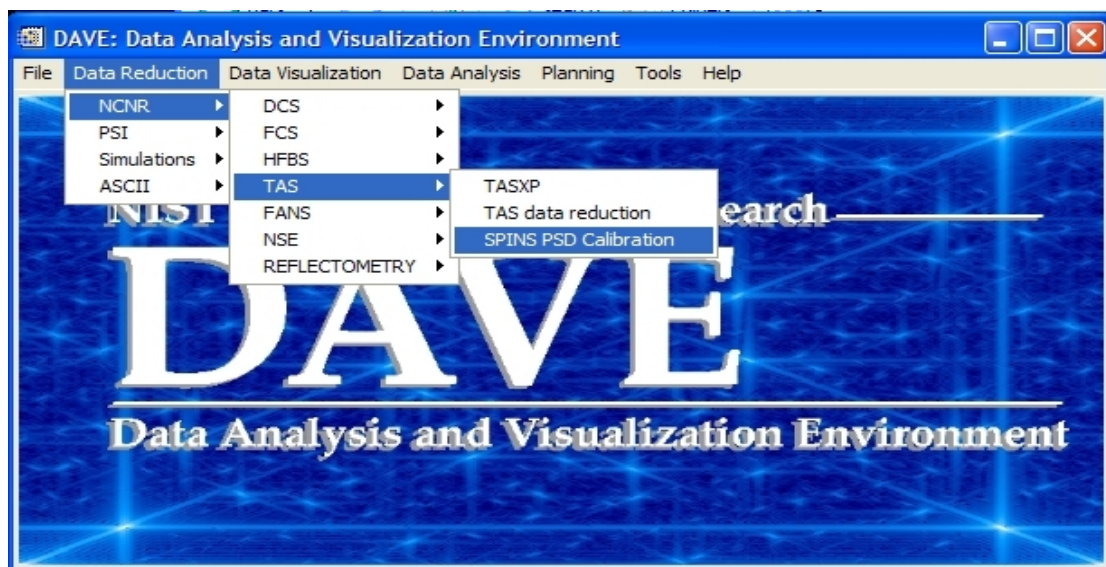 DAVE: Data Analysis and Visualization Environment
File Data Reduction Data Visualization Data Analysis Planning Tools Help
NCNR DCS
PSI FCS
Simulations HFBS
ASCII TAS TASXP
FANS TAS data reduction
NSE SPINS PSD Calibration
REFLECTOMETRY
NIST earch
DAVE
Data Analysis and Visualization Environment